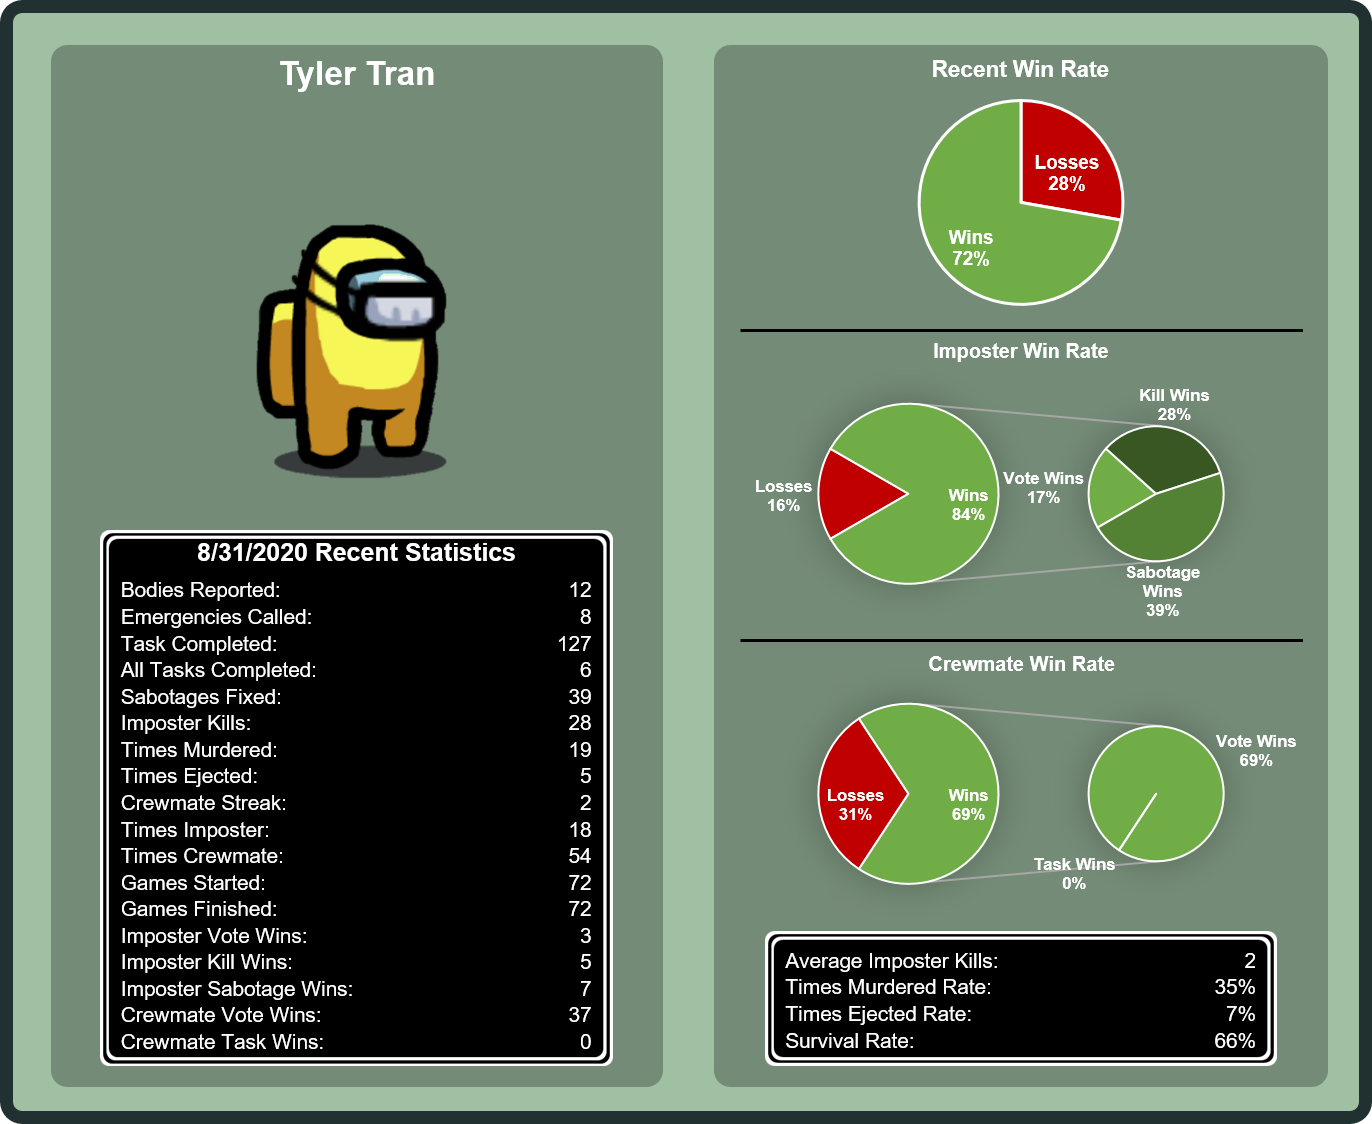 Tyler Tran
8/31/2020 Recent Statistics
Bodies Reported: 12
Emergencies Called: 8
Task Completed: 127
All Tasks Completed: 6
Sabotages Fixed: 39
Imposter Kills: 28
Times Murdered: 19
Times Ejected: 5
Crewmate Streak: 2
Times Imposter: 18
Times Crewmate: 54
Games Started: 72
Games Finished: 72
Imposter Vote Wins: 3
Imposter Kill Wins: 5
Imposter Sabotage Wins: 7
Crewmate Vote Wins: 37
Crewmate Task Wins: 0
Recent Win Rate
Losses
28%
Wins
72%
Imposter Win Rate
Losses
16%
Wins
84%
Kill Wins
28%
Vote Wins
17%
Sabotage
Wins
39%
Crewmate Win Rate
Losses
31%
Wins
69%
Vote Wins
69%
Task Wins
0%
Average Imposter Kills: 2
Times Murdered Rate: 35%
Times Ejected Rate: 7%
Survival Rate: 66%